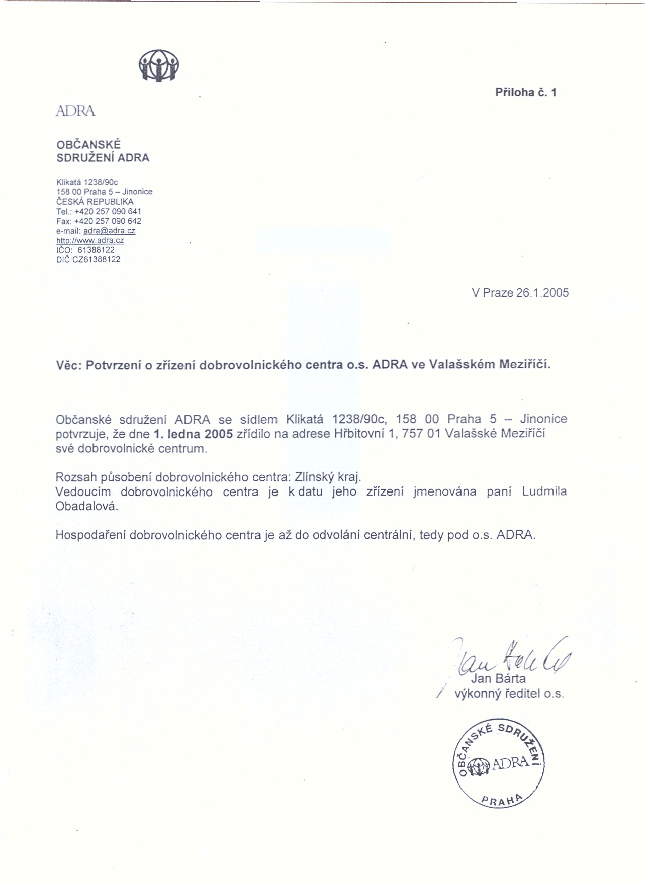 Příloha č. 1
ADRA
OBČANSKÉ
SDRUŽENÍ ADRA
Klikatá 1238/90c
158 00 Praha 5 – Jinonice
ČESKÁ REPUBLIKA
Tel.: +420 257 090 641
Fax: +420 257 090 642
e-mail: adra@adra.cz
http://www.adra.cz
IČO: 61388122
DIČ CZ61388122
V Praze 26.1.2005
Věc: Potvrzení o zřízení dobrovolnického centra o.s. ADRA ve Valašském Meziříčí.
Občanské sdružení ADRA se sídlem Klikatá 1238/90c, 158 00 Praha 5 – Jinonice
potvrzuje, že dne 1. ledna 2005 zřídilo na adrese Hřbitovní 1, 757 01 Valašské Meziříčí
své dobrovolnické centrum.
Rozsah působení dobrovolnického centra: Zlínský kraj.
Vedoucím dobrovolnického centra je k datu jeho zřízení jmenována paní Ludmila
Obadalová.
Hospodaření dobrovolnického centra je až do odvolání centrální, tedy pod o.s. ADRA.
Jan Bárta
výkonný ředitel o.s.
OBČANSKÉ SDRUŽENÍ
ADRA
PRAHA